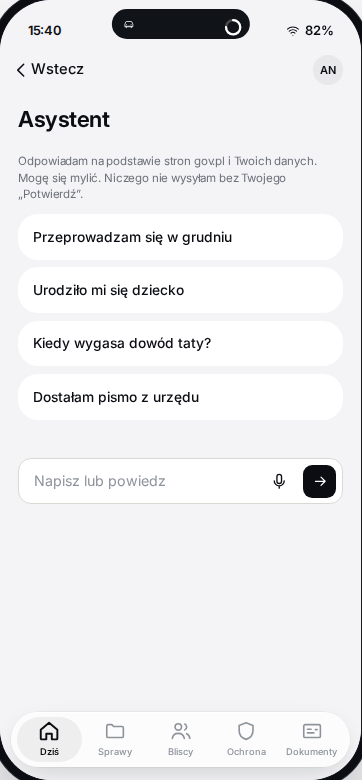 15:40
82%
Wstecz
AN
Asystent
Odpowiadam na podstawie stron gov.pl i Twoich danych.
Mogę się mylić. Niczego nie wysyłam bez Twojego
„Potwierdź”.
Przeprowadzam się w grudniu
Urodziło mi się dziecko
Kiedy wygasa dowód taty?
Dostałam pismo z urzędu
Napisz lub powiedz
Dziś
Sprawy
Bliscy
Ochrona
Dokumenty